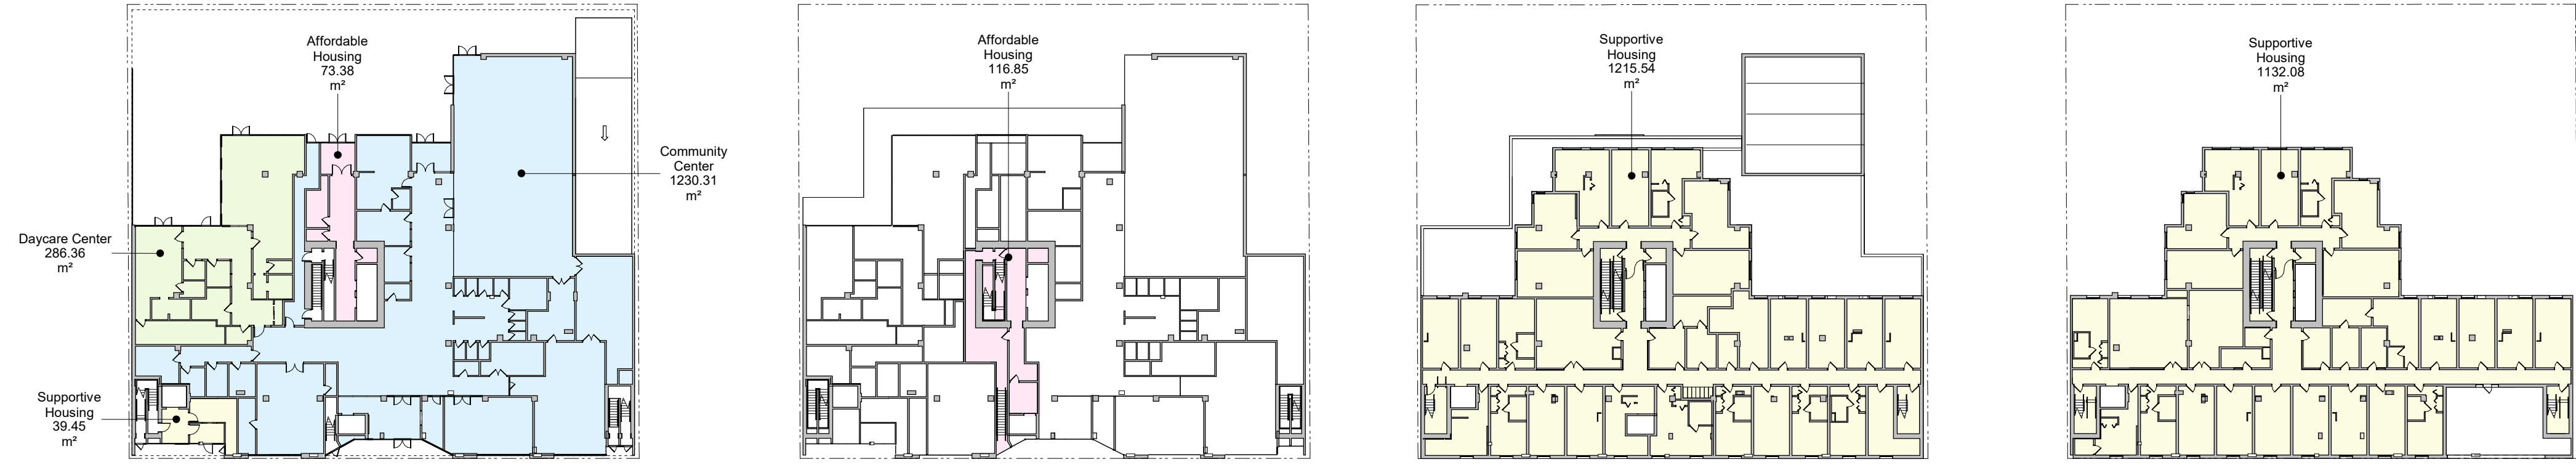 Affordable
Housing
73.38
m²
Community
Center
1230.31
m²
Daycare Center
286.36
m²
Supportive
Housing
39.45
m²
Affordable
Housing
116.85
m²
Supportive
Housing
1215.54
m²
Supportive
Housing
1132.08
m²